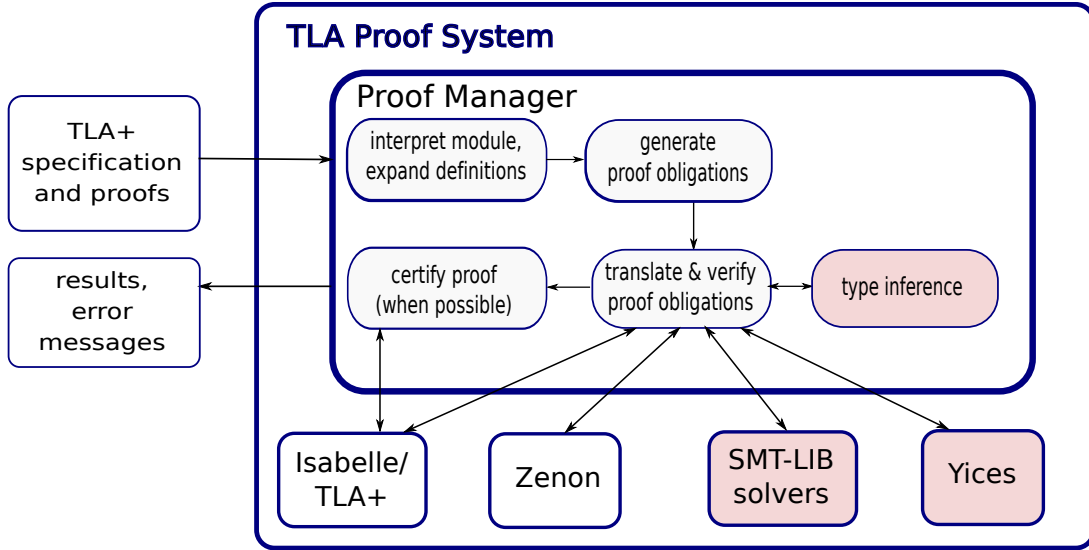 TLA Proof System
Proof Manager
TLA+
specification
and proofs
interpret module,
expand definitions
generate
proof obligations
results,
error
messages
certify proof
(when possible)
translate & verify
proof obligations
type inference
Isabelle/
TLA+
Zenon
SMT-LIB
solvers
Yices